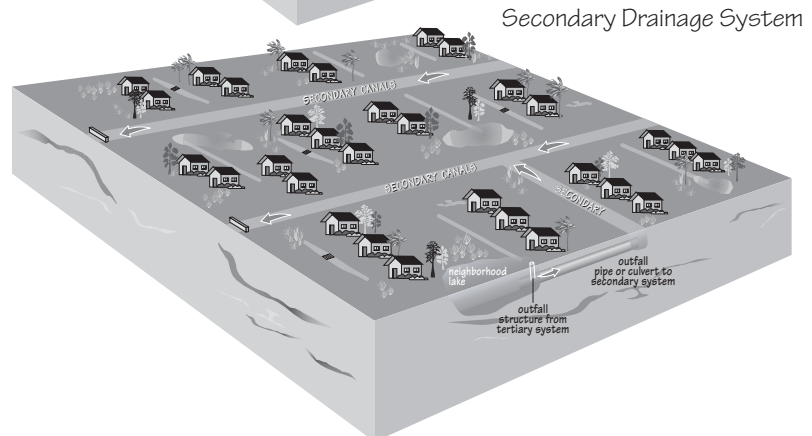 Secondary Drainage System
SECONDARY CANALS
SECONDARY CANALS
SECONDARY
neighborhood
lake
outfall
pipe or culvert to
secondary system
outfall
structure from
tertiary system